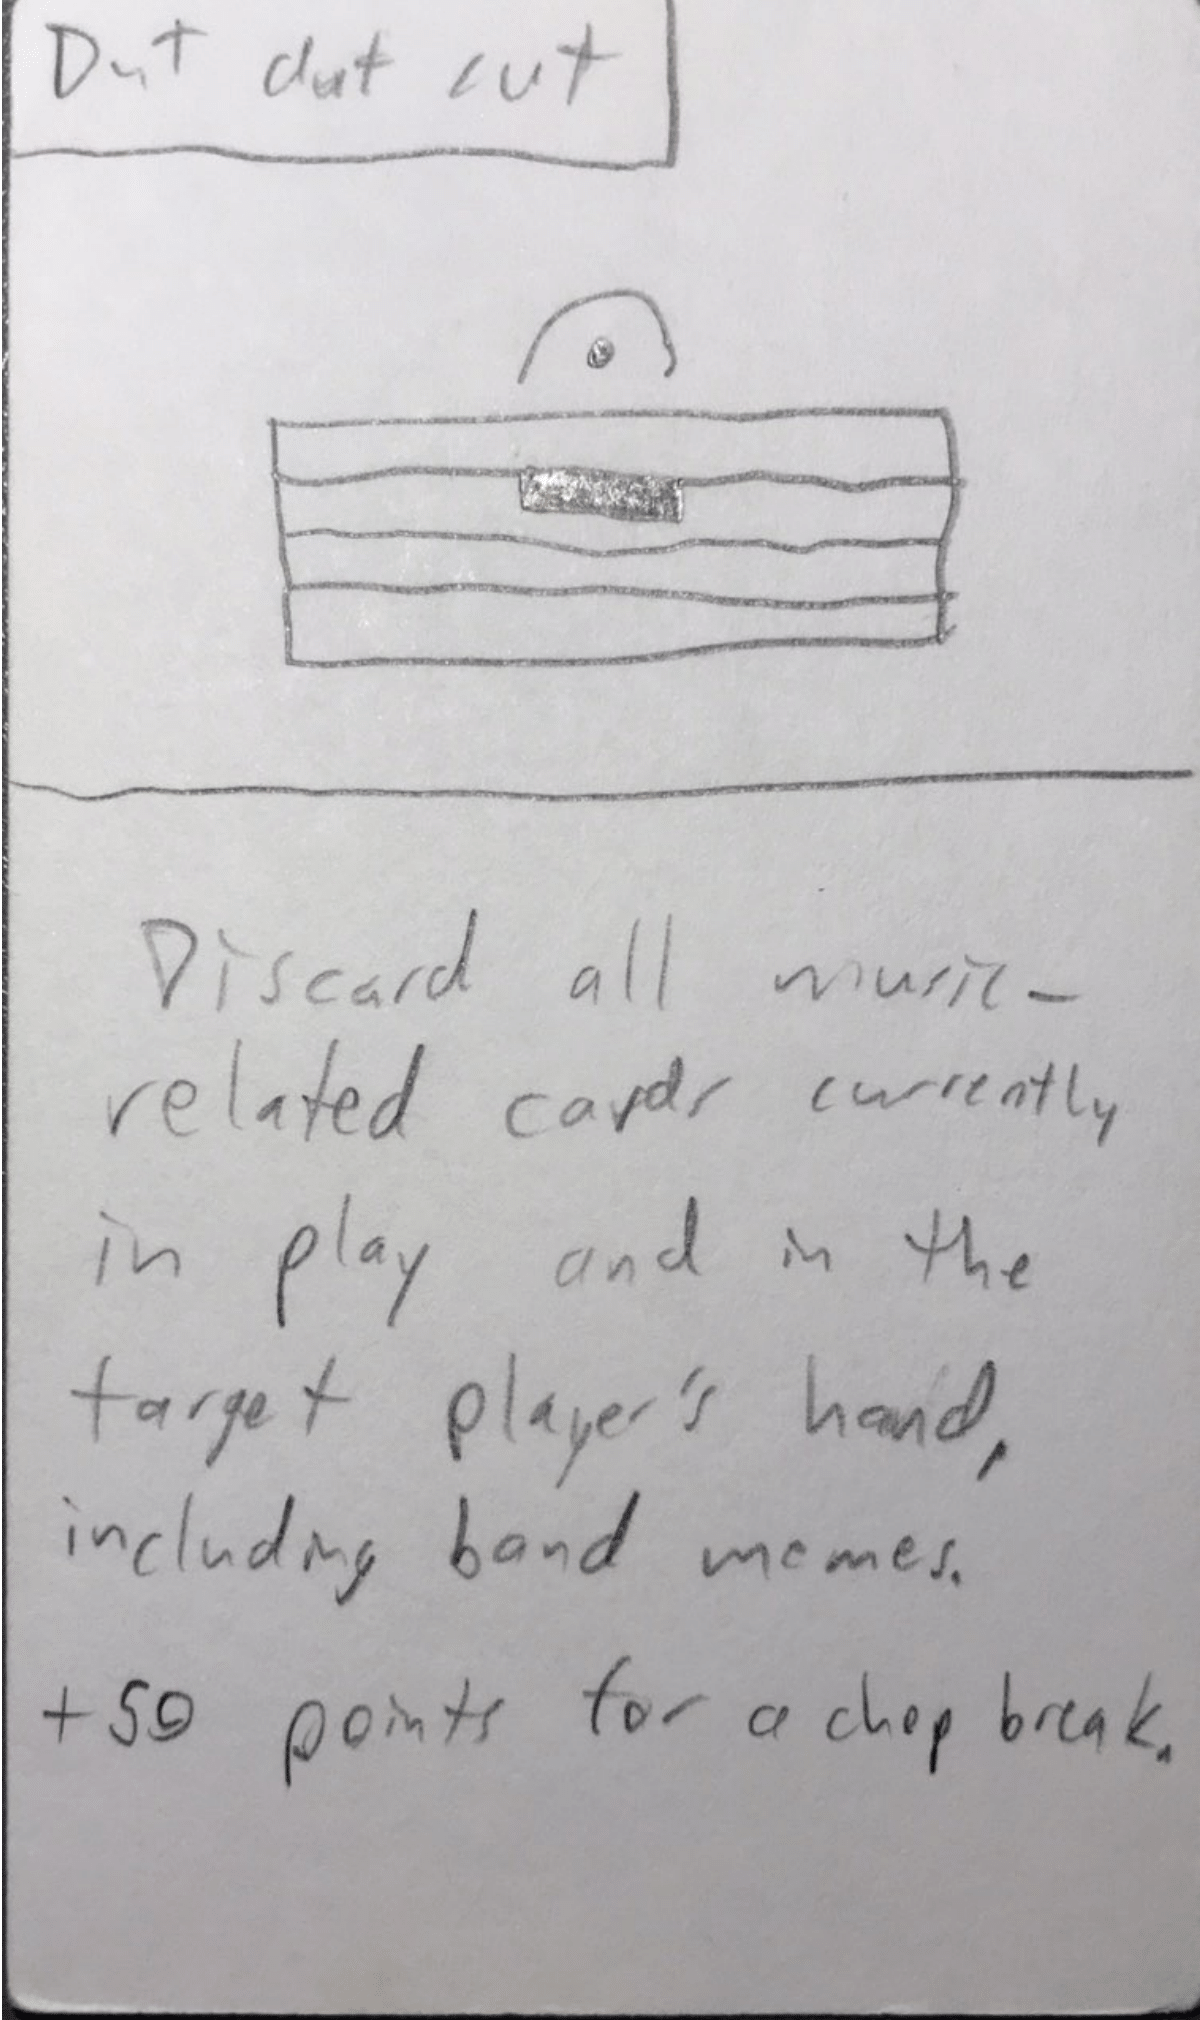 Dut dut cut
Discard all music-
related cards currently
in play and in the
target player's hand,
including band memes.
+50 points for a chop break.